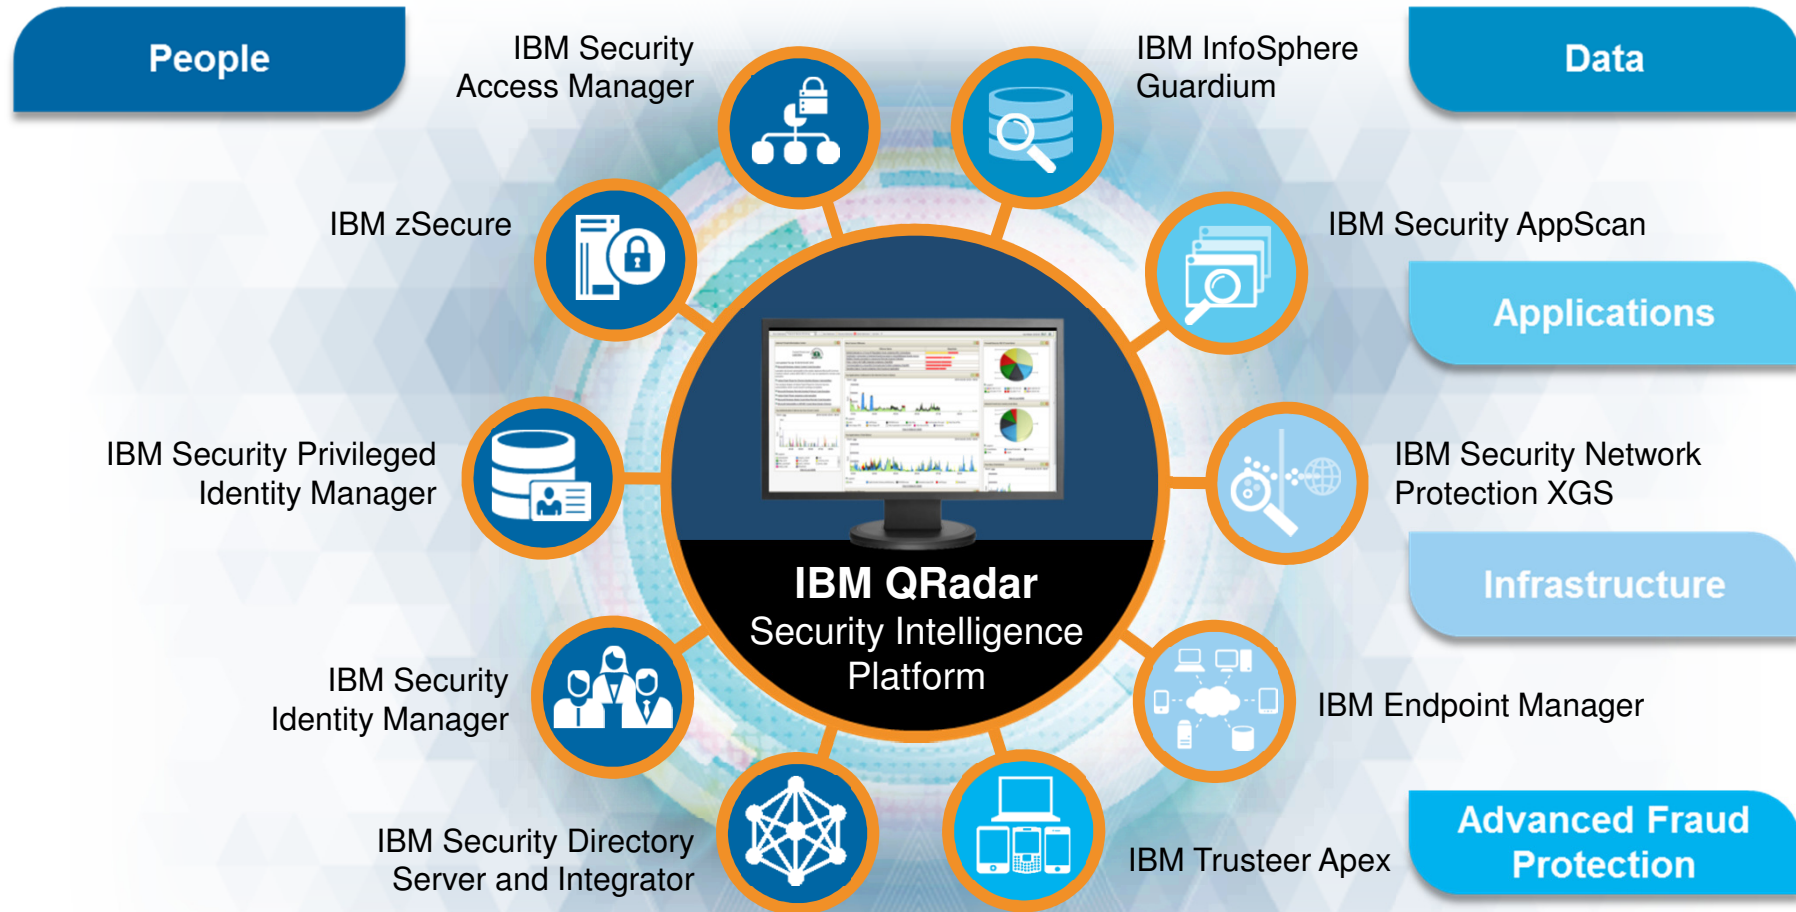 People
IBM Security
Access Manager
IBM InfoSphere
Guardium
Data
IBM zSecure
IBM Security AppScan
Applications
IBM Security Privileged
Identity Manager
IBM Security Network
Protection XGS
Infrastructure
IBM QRadar
Security Intelligence
Platform
IBM Security
Identity Manager
IBM Endpoint Manager
IBM Security Directory
Server and Integrator
IBM Trusteer Apex
Advanced Fraud
Protection